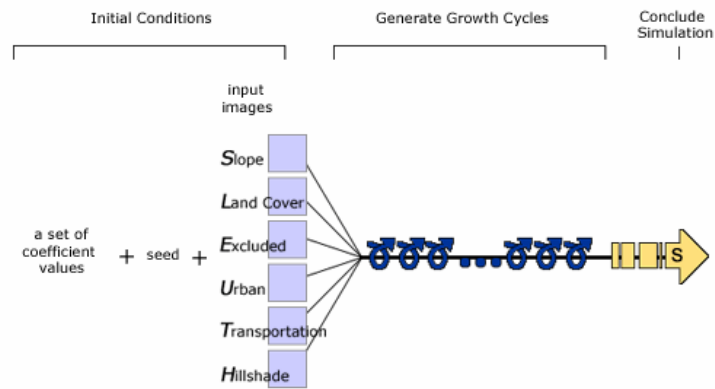 Initial Conditions
Generate Growth Cycles
Conclude
Simulation
input
images
Slope
Land Cover
Excluded
Urban
Transportation
Hillshade
a set of
coefficient
values
+ seed +
S